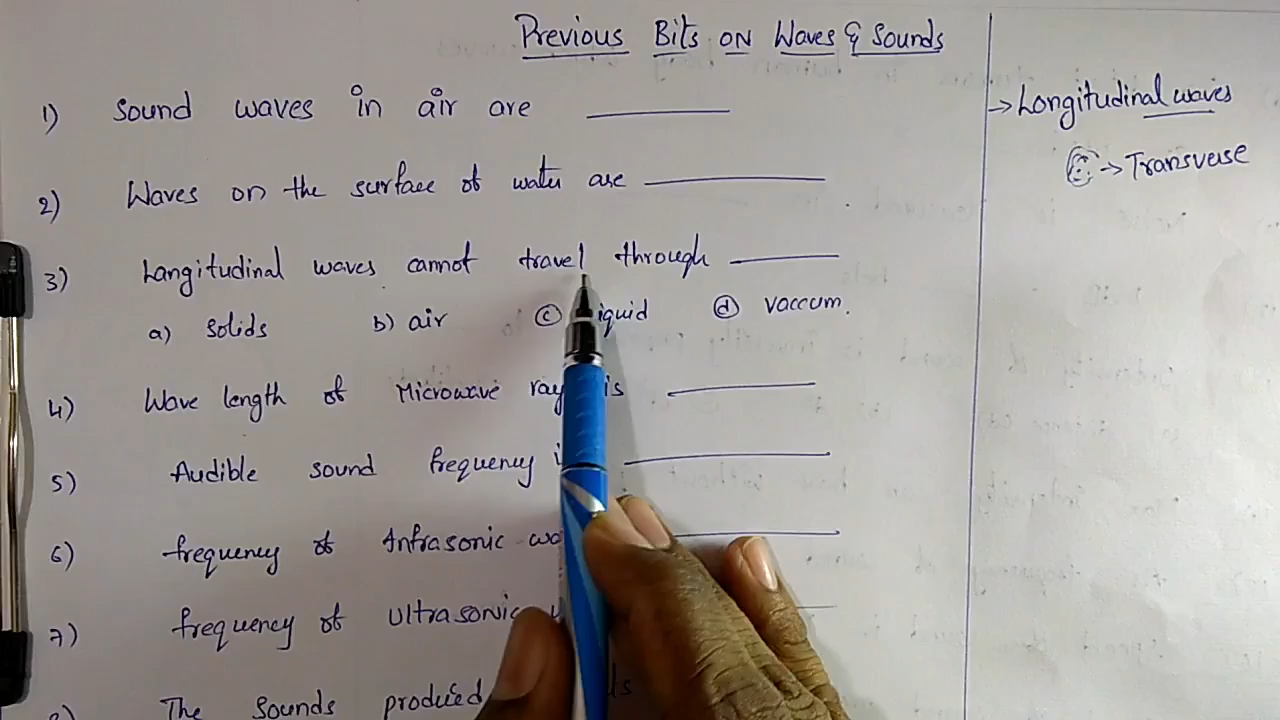 Previous Bits on Waves & Sounds
1) Sound waves in air are
→ Longitudinal waves
2) Waves on the surface of water are
→ Transverse
3) Longitudinal waves cannot travel through
a) Solids b) air c) liquid d) Vaccum.
4) Wave length of Microwave rays is
5) Audible sound frequency
6) frequency of Infrasonic
7) frequency of Ultrasonic
The Sounds produced